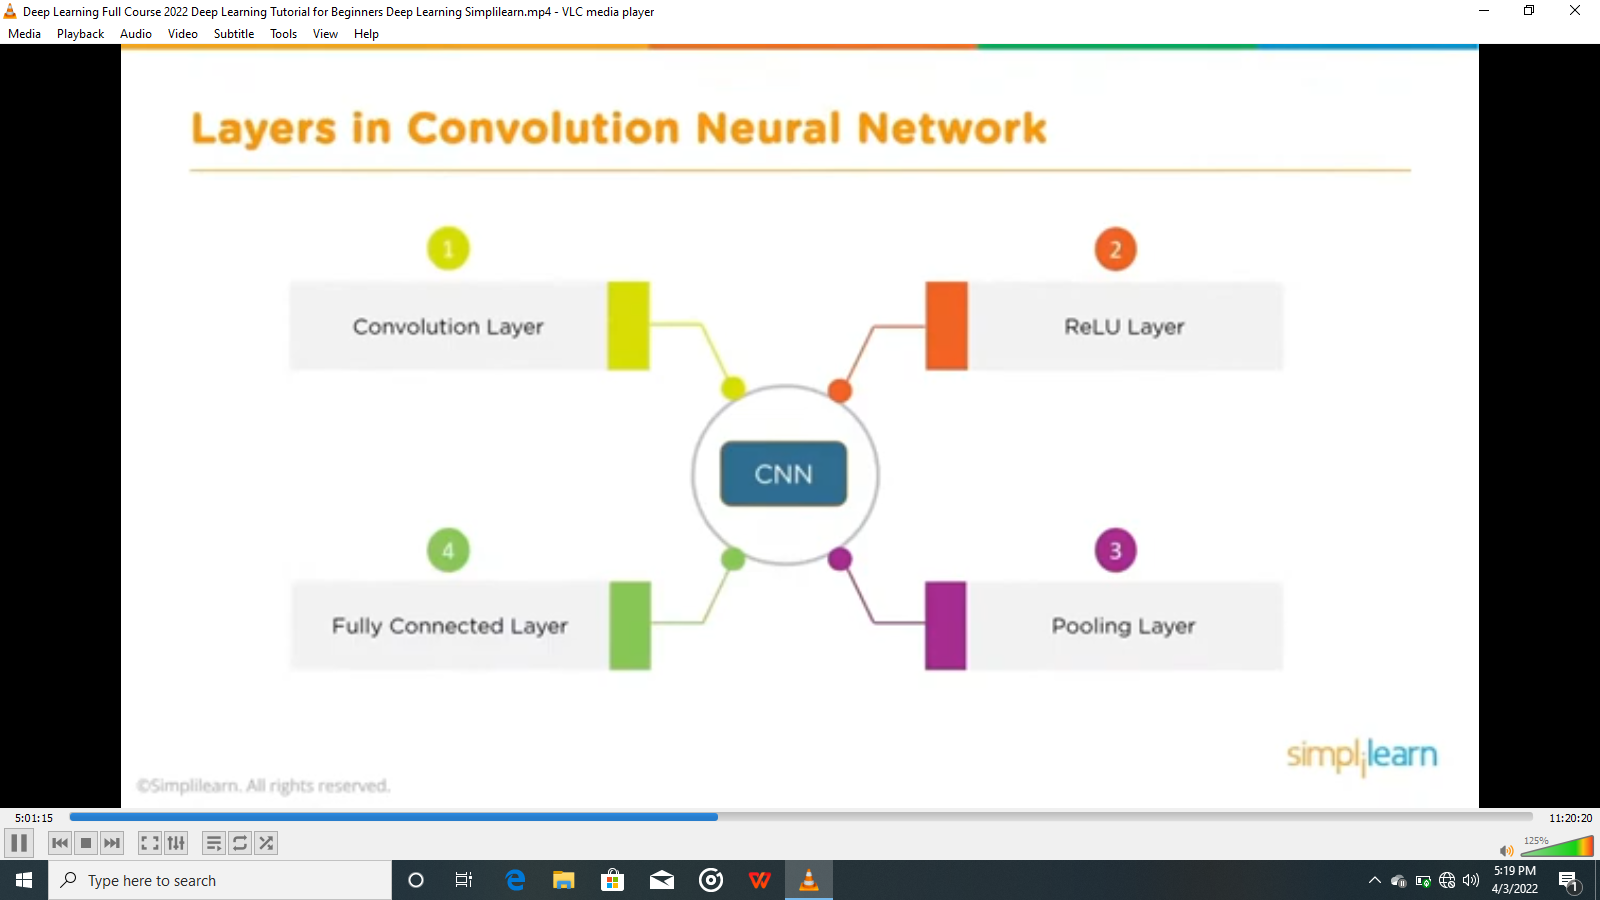 Deep Learning Full Course 2022 Deep Learning Tutorial for Beginners Deep Learning Simplilearn.mp4 - VLC media player
Media Playback Audio Video Subtitle Tools View Help
Layers in Convolution Neural Network
1
2
Convolution Layer
ReLU Layer
CNN
4
3
Fully Connected Layer
Pooling Layer
simplilearn
©Simplilearn. All rights reserved.
5:01:15
11:20:20
125%
Type here to search
5:19 PM
4/3/2022
1